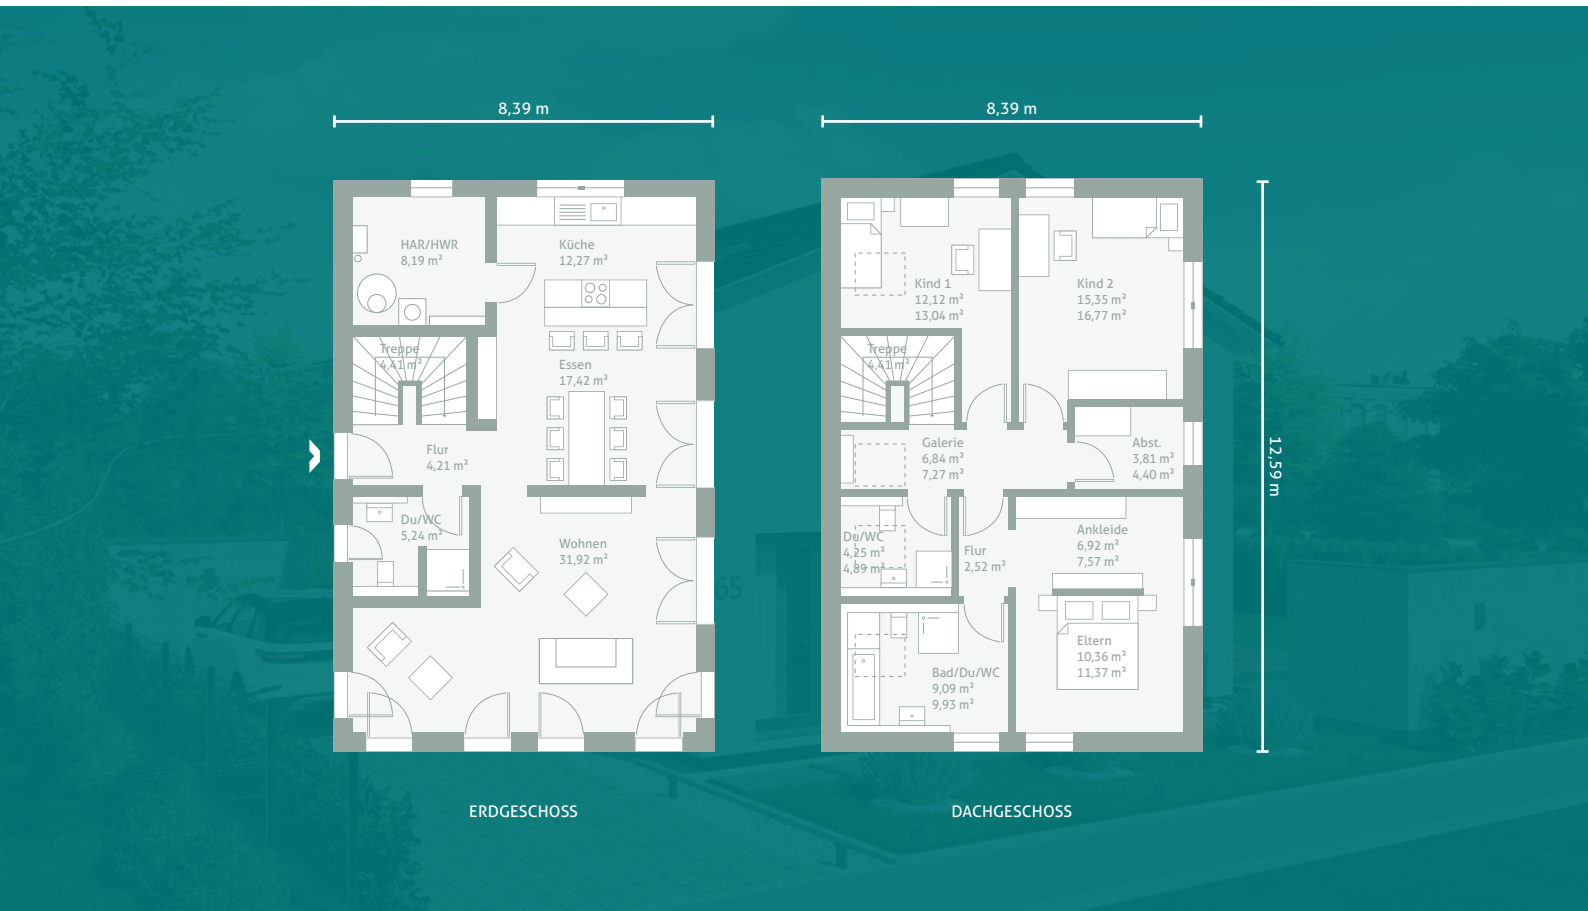 8,39 m
HAR/HWR
8,19 m²
Küche
12,27 m²
Treppe
4,41 m²
Essen
17,42 m²
Flur
4,21 m²
Du/WC
5,24 m²
Wohnen
31,92 m²
ERDGESCHOSS
8,39 m
Kind 1
12,12 m²
13,04 m²
Kind 2
15,35 m²
16,77 m²
Treppe
4,41 m²
Galerie
6,84 m²
7,27 m²
Abst.
3,81 m²
4,40 m²
Du/WC
4,25 m²
4,89 m²
Flur
2,52 m²
Ankleide
6,92 m²
7,57 m²
Eltern
10,36 m²
11,37 m²
Bad/Du/WC
9,09 m²
9,93 m²
DACHGESCHOSS
12,59 m
65